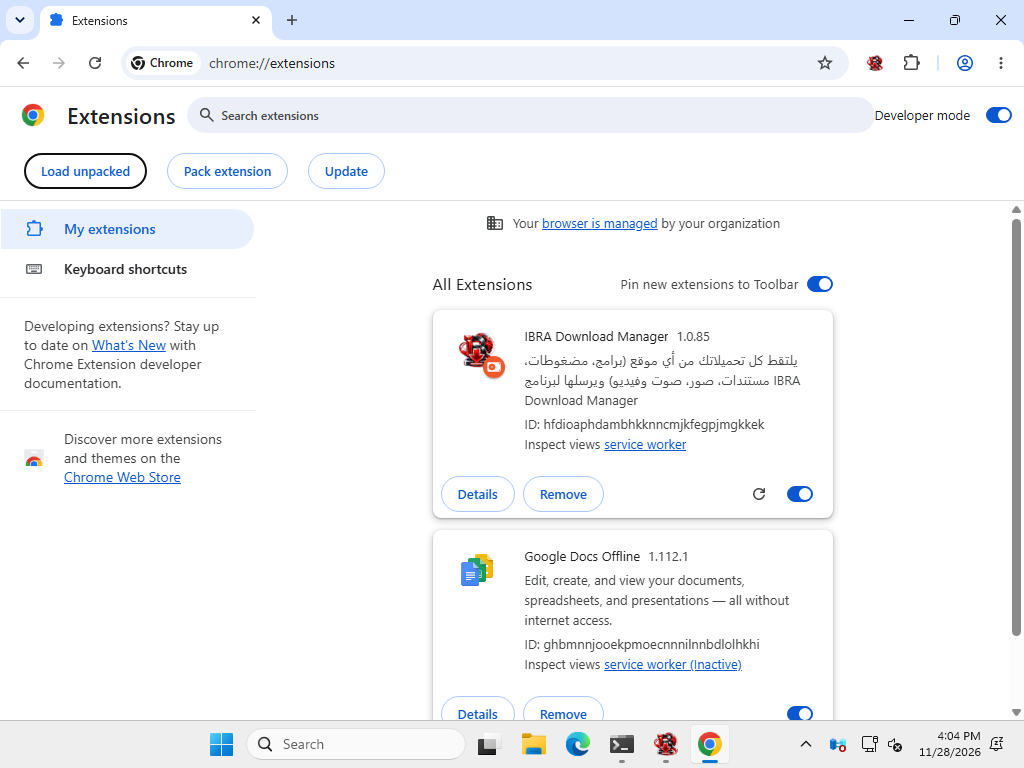 Extensions
Chrome
chrome://extensions
Extensions
Search extensions
Developer mode
Load unpacked
Pack extension
Update
My extensions
Keyboard shortcuts
Developing extensions? Stay up
to date on What's New with
Chrome Extension developer
documentation.
Discover more extensions
and themes on the
Chrome Web Store
Your browser is managed by your organization
All Extensions
Pin new extensions to Toolbar
IBRA Download Manager 1.0.85
يلتقط كل تحميلاتك من أي موقع (برامج، مضغوطات،
مستندات، صور، صوت وفيديو) ويرسلها لبرنامج IBRA
Download Manager
ID: hfdioaphdambhkknncmjkfegpjmgkkek
Inspect views service worker
Details
Remove
Google Docs Offline 1.112.1
Edit, create, and view your documents,
spreadsheets, and presentations — all without
internet access.
ID: ghbmnnjooekpmoecnnnilnnbdlolhkhi
Inspect views service worker (Inactive)
Details
Remove
Search
4:04 PM
11/28/2026